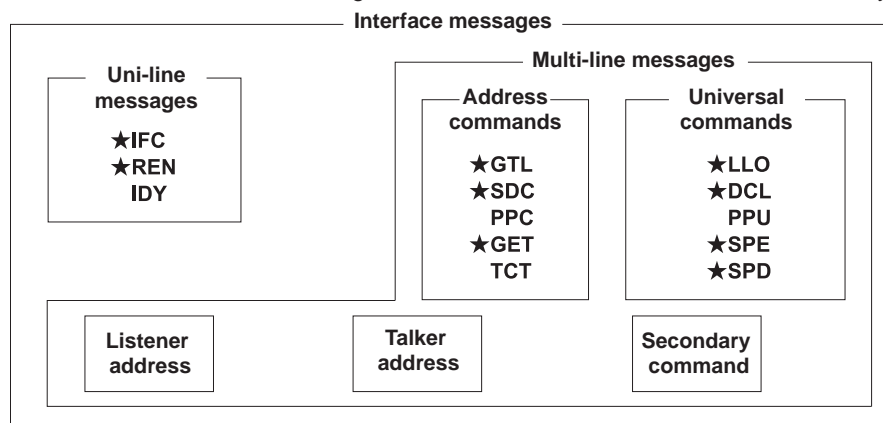 Interface messages
Uni-line
messages
★IFC
★REN
IDY
Multi-line messages
Address
commands
★GTL
★SDC
PPC
★GET
TCT
Universal
commands
★LLO
★DCL
PPU
★SPE
★SPD
Listener
address
Talker
address
Secondary
command